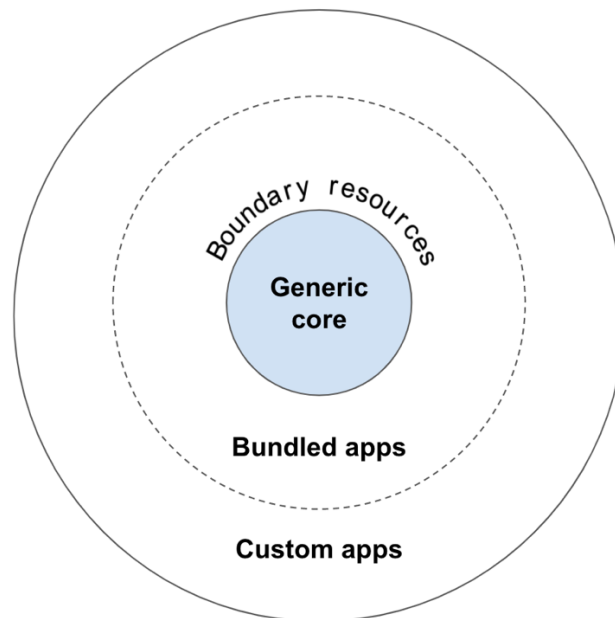 Boundary resources
Generic
core
Bundled apps
Custom apps